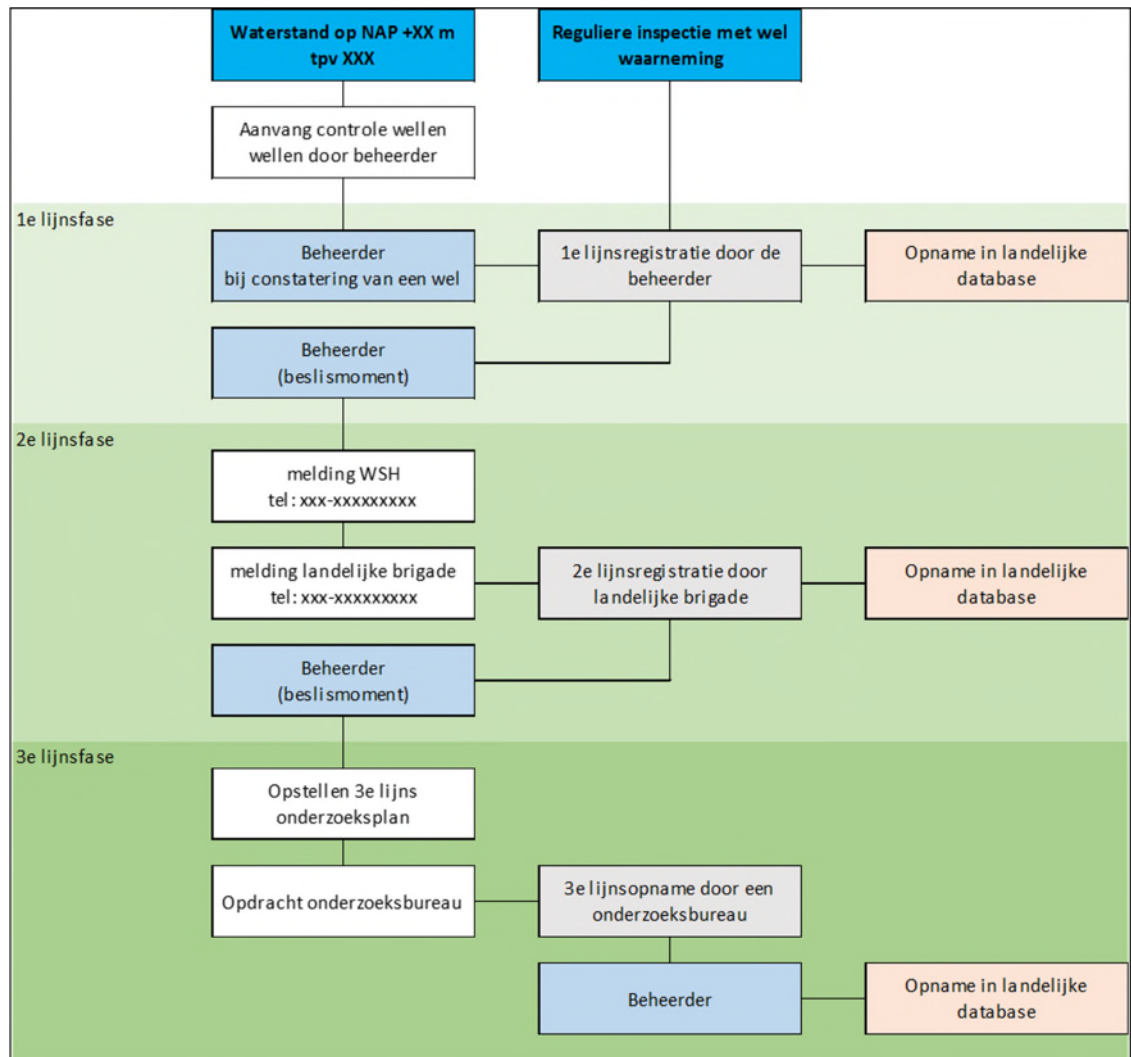 Waterstand op NAP +XX m
tpv XXX
Reguliere inspectie met wel
waarneming
Aanvang controle wellen
wellen door beheerder
1e lijnsfase
Beheerder
bij constatering van een wel
1e lijnsregistratie door de
beheerder
Opname in landelijke
database
Beheerder
(beslismoment)
2e lijnsfase
melding WSH
tel: xxx-xxxxxxxxx
melding landelijke brigade
tel: xxx-xxxxxxxxx
2e lijnsregistratie door
landelijke brigade
Opname in landelijke
database
Beheerder
(beslismoment)
3e lijnsfase
Opstellen 3e lijns
onderzoeksplan
Opdracht onderzoeksbureau
3e lijnsopname door een
onderzoeksbureau
Beheerder
Opname in landelijke
database